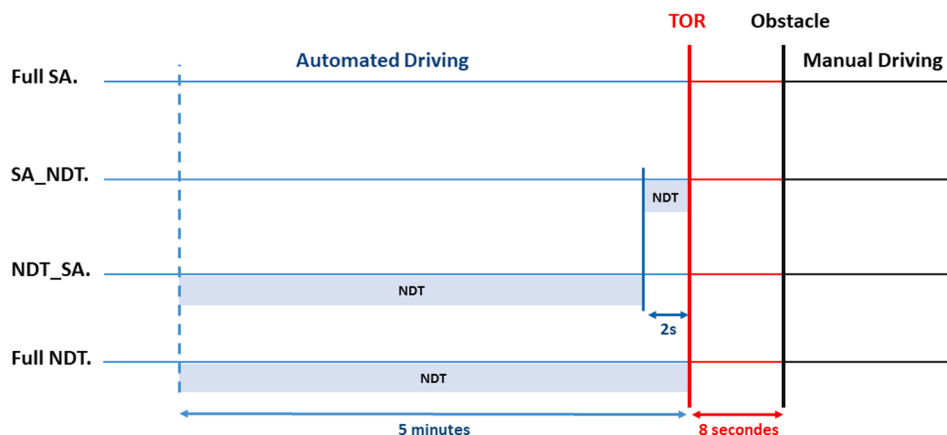 TOR
Obstacle
Automated Driving
Manual Driving
Full SA.
SA_NDT.
NDT
NDT_SA.
NDT
2s
Full NDT.
NDT
5 minutes
8 secondes